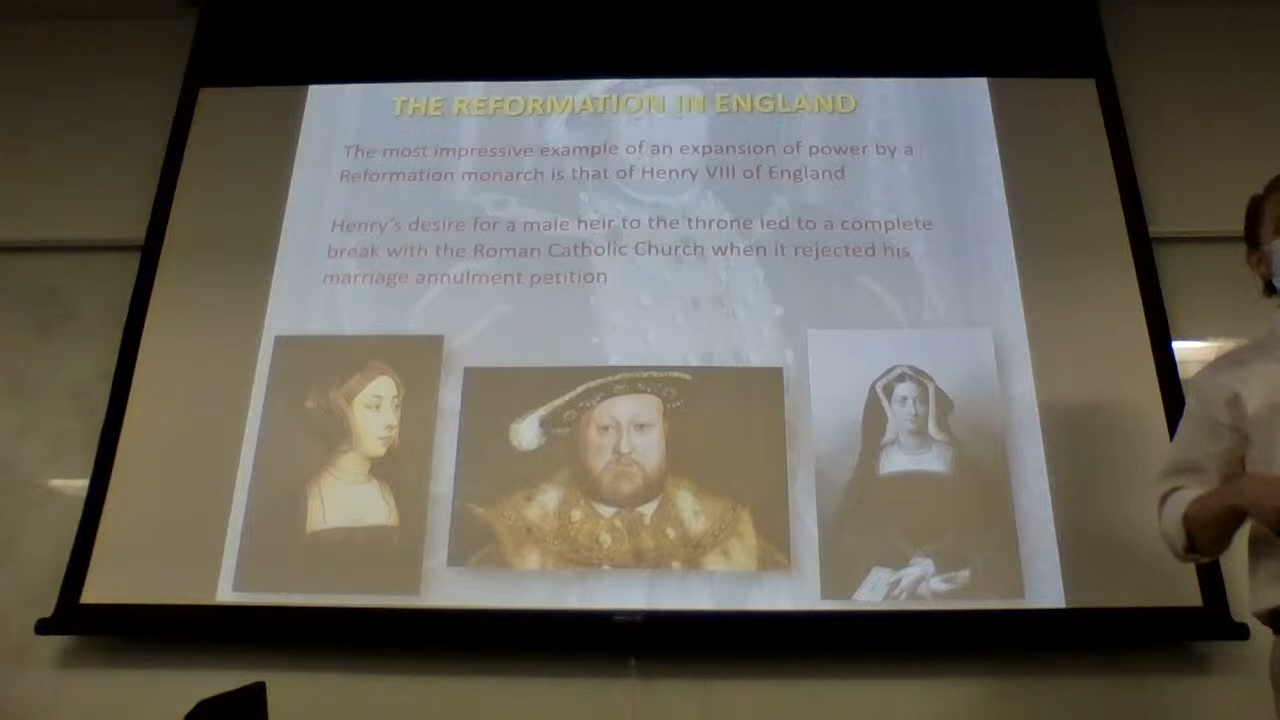 THE REFORMATION IN ENGLAND
The most impressive example of an expansion of power by a
Reformation monarch is that of Henry VIII of England
Henry's desire for a male heir to the throne led to a complete
break with the Roman Catholic Church when it rejected his
marriage annulment petition